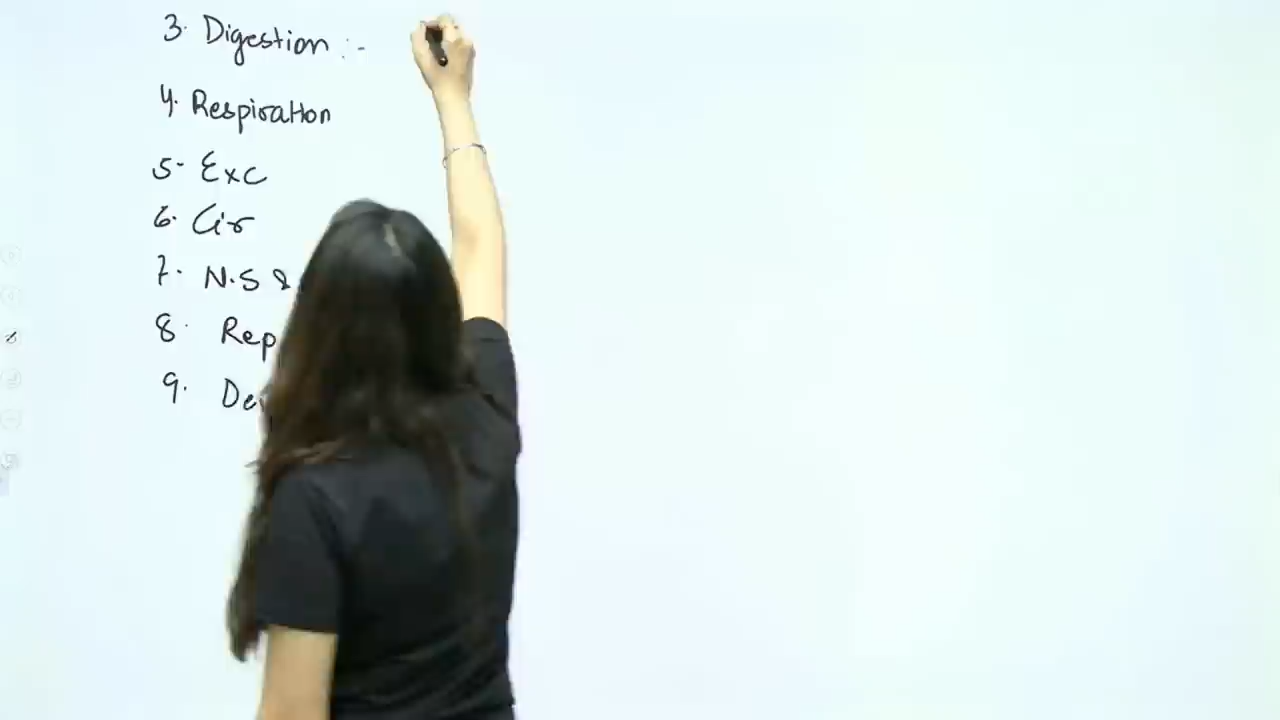 3. Digestion :-
4. Respiration
5. Exc
6. Cir
7. N.S &
8. Rep
9. De